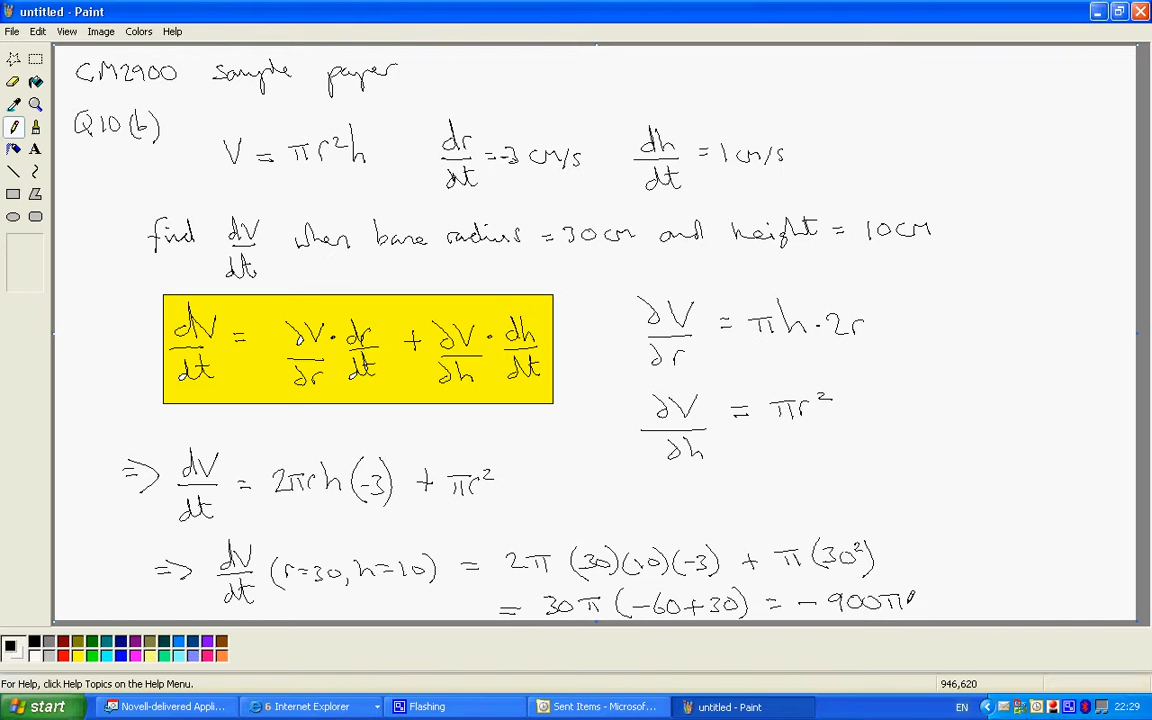 untitled - Paint
File Edit View Image Colors Help
CM2900 sample paper
Q10(b)
V = πr²h dr/dt = -3 cm/s dh/dt = 1 cm/s
find dV/dt when base radius = 30cm and height = 10cm
dV/dt = ∂V/∂r · dr/dt + ∂V/∂h · dh/dt
∂V/∂r = πh·2r
∂V/∂h = πr²
=> dV/dt = 2πrh(-3) + πr²
=> dV/dt (r=30, h=10) = 2π(30)(10)(-3) + π(30²)
= 30π(-60+30) = -900π
For Help, click Help Topics on the Help Menu.
946,620
start Novell-delivered Appli... 6 Internet Explorer Flashing Sent Items - Microsof... untitled - Paint EN 22:29